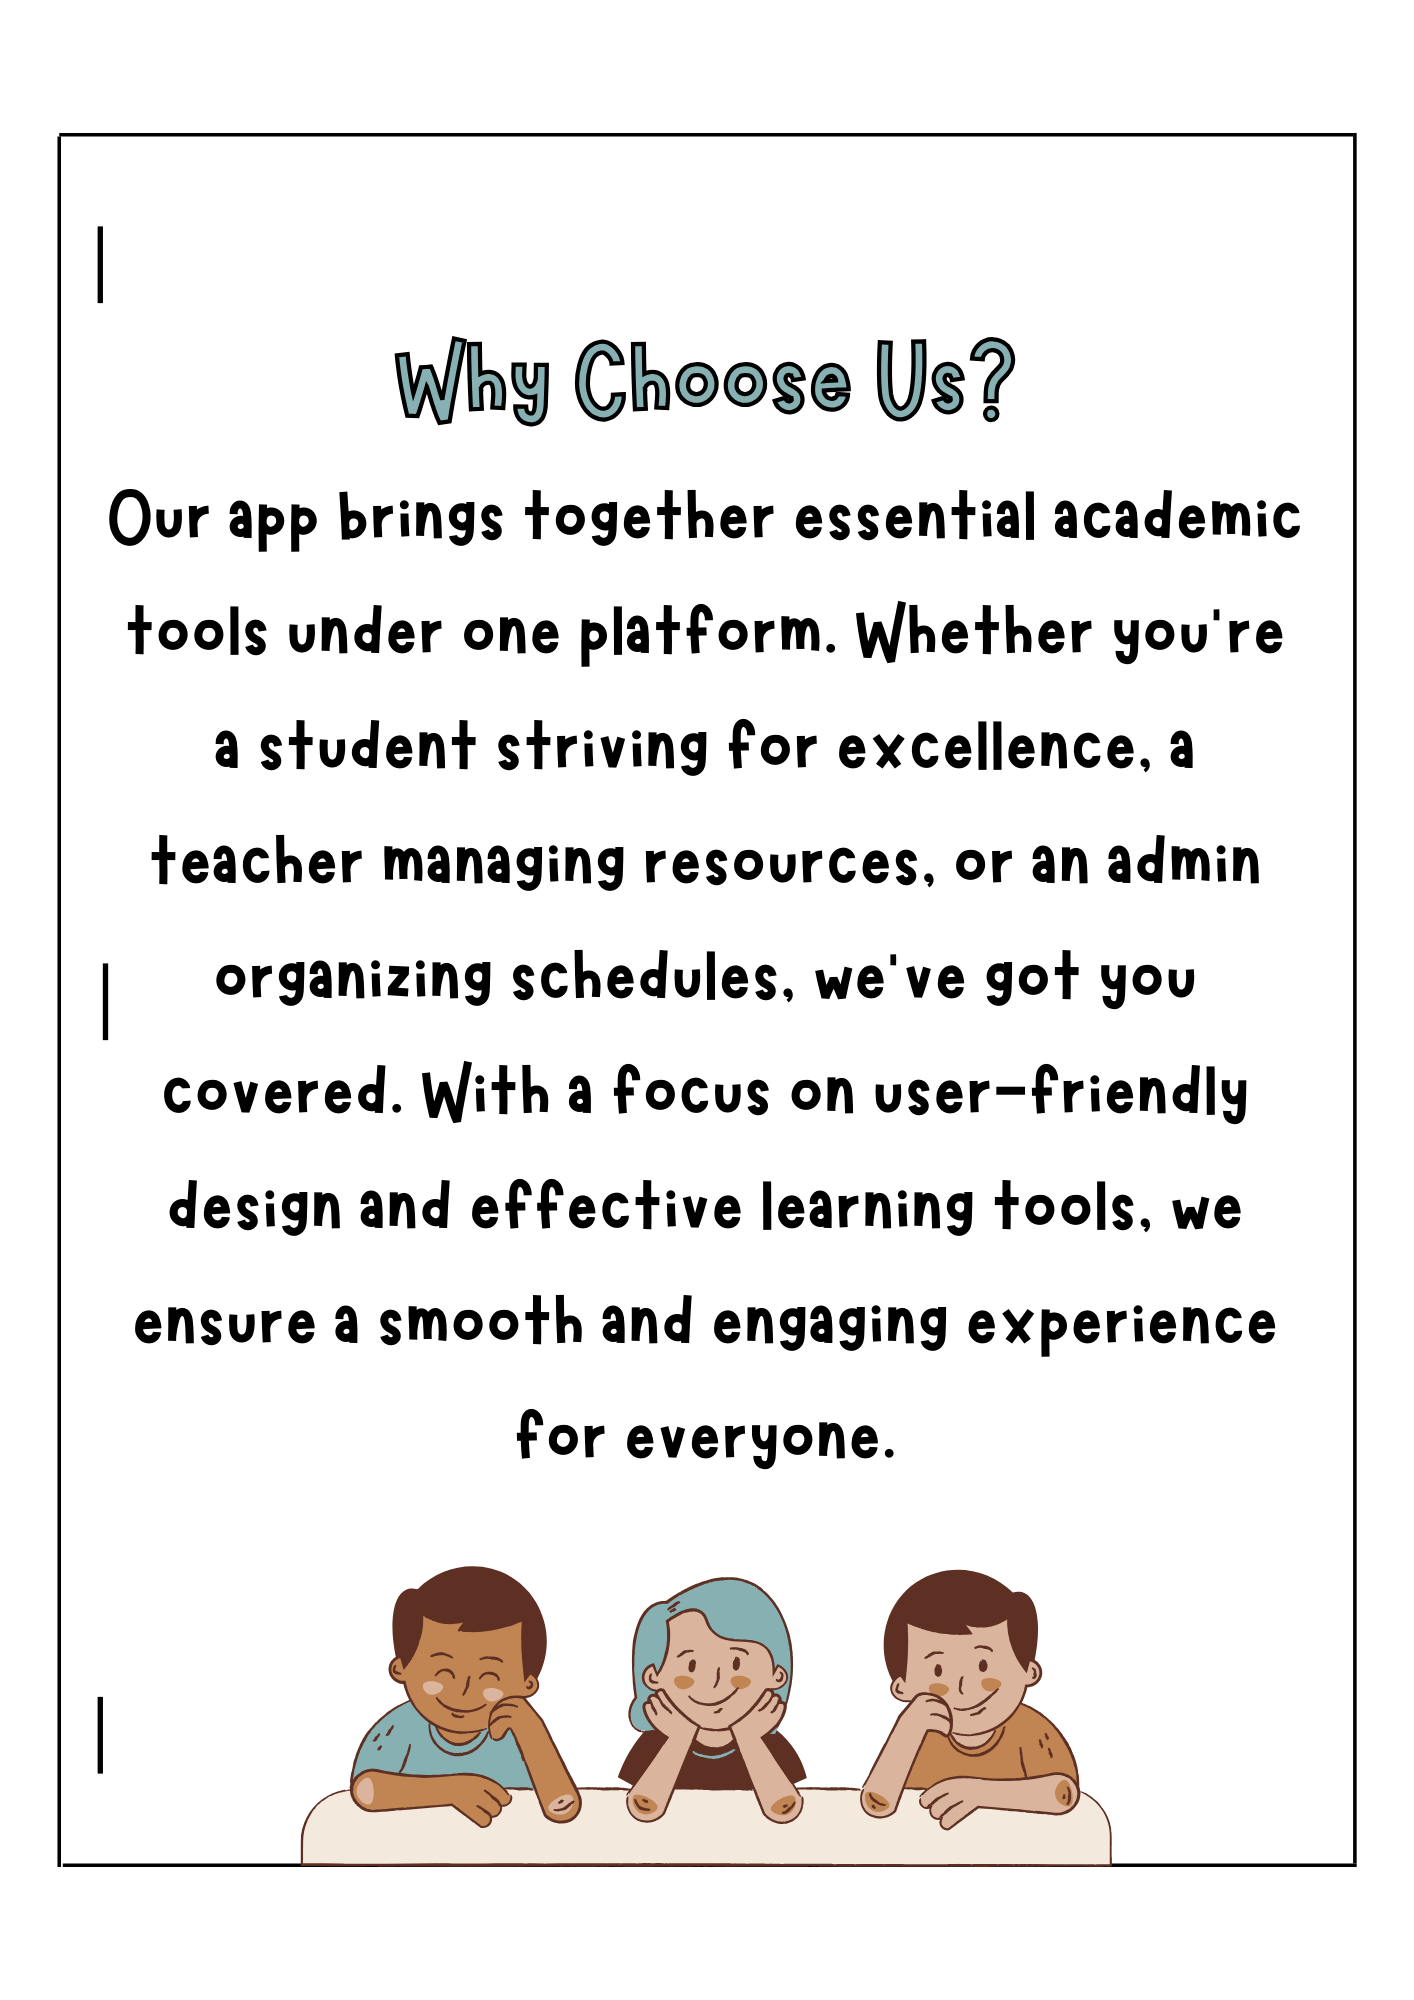 Why Choose Us?
Our app brings together essential academic
tools under one platform. Whether you're
a student striving for excellence, a
teacher managing resources, or an admin
organizing schedules, we've got you
covered. With a focus on user-friendly
design and effective learning tools, we
ensure a smooth and engaging experience
for everyone.